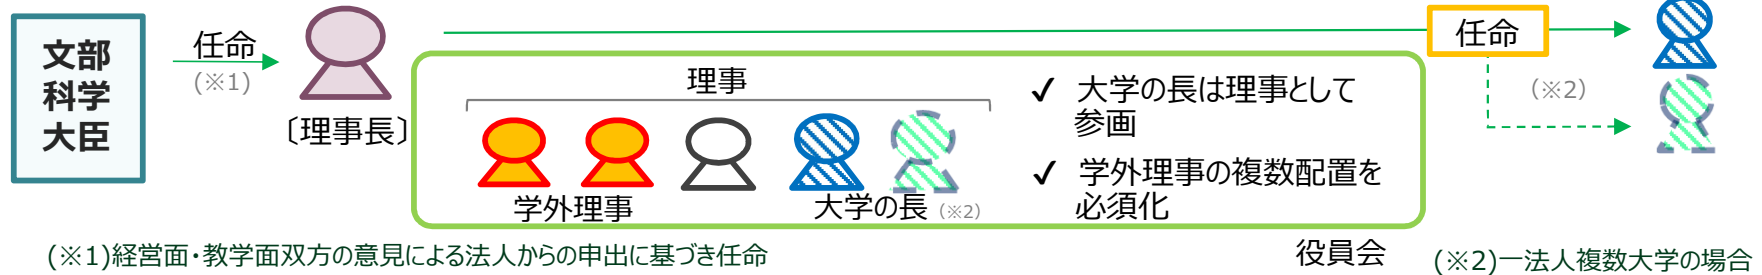 文部
科学
大臣
任命
(※1)
〔理事長〕
理事
学外理事
大学の長 (※2)
✓ 大学の長は理事として
参画
✓ 学外理事の複数配置を
必須化
任命
(※2)
役員会
(※1)経営面・教学面双方の意見による法人からの申出に基づき任命
(※2)一法人複数大学の場合